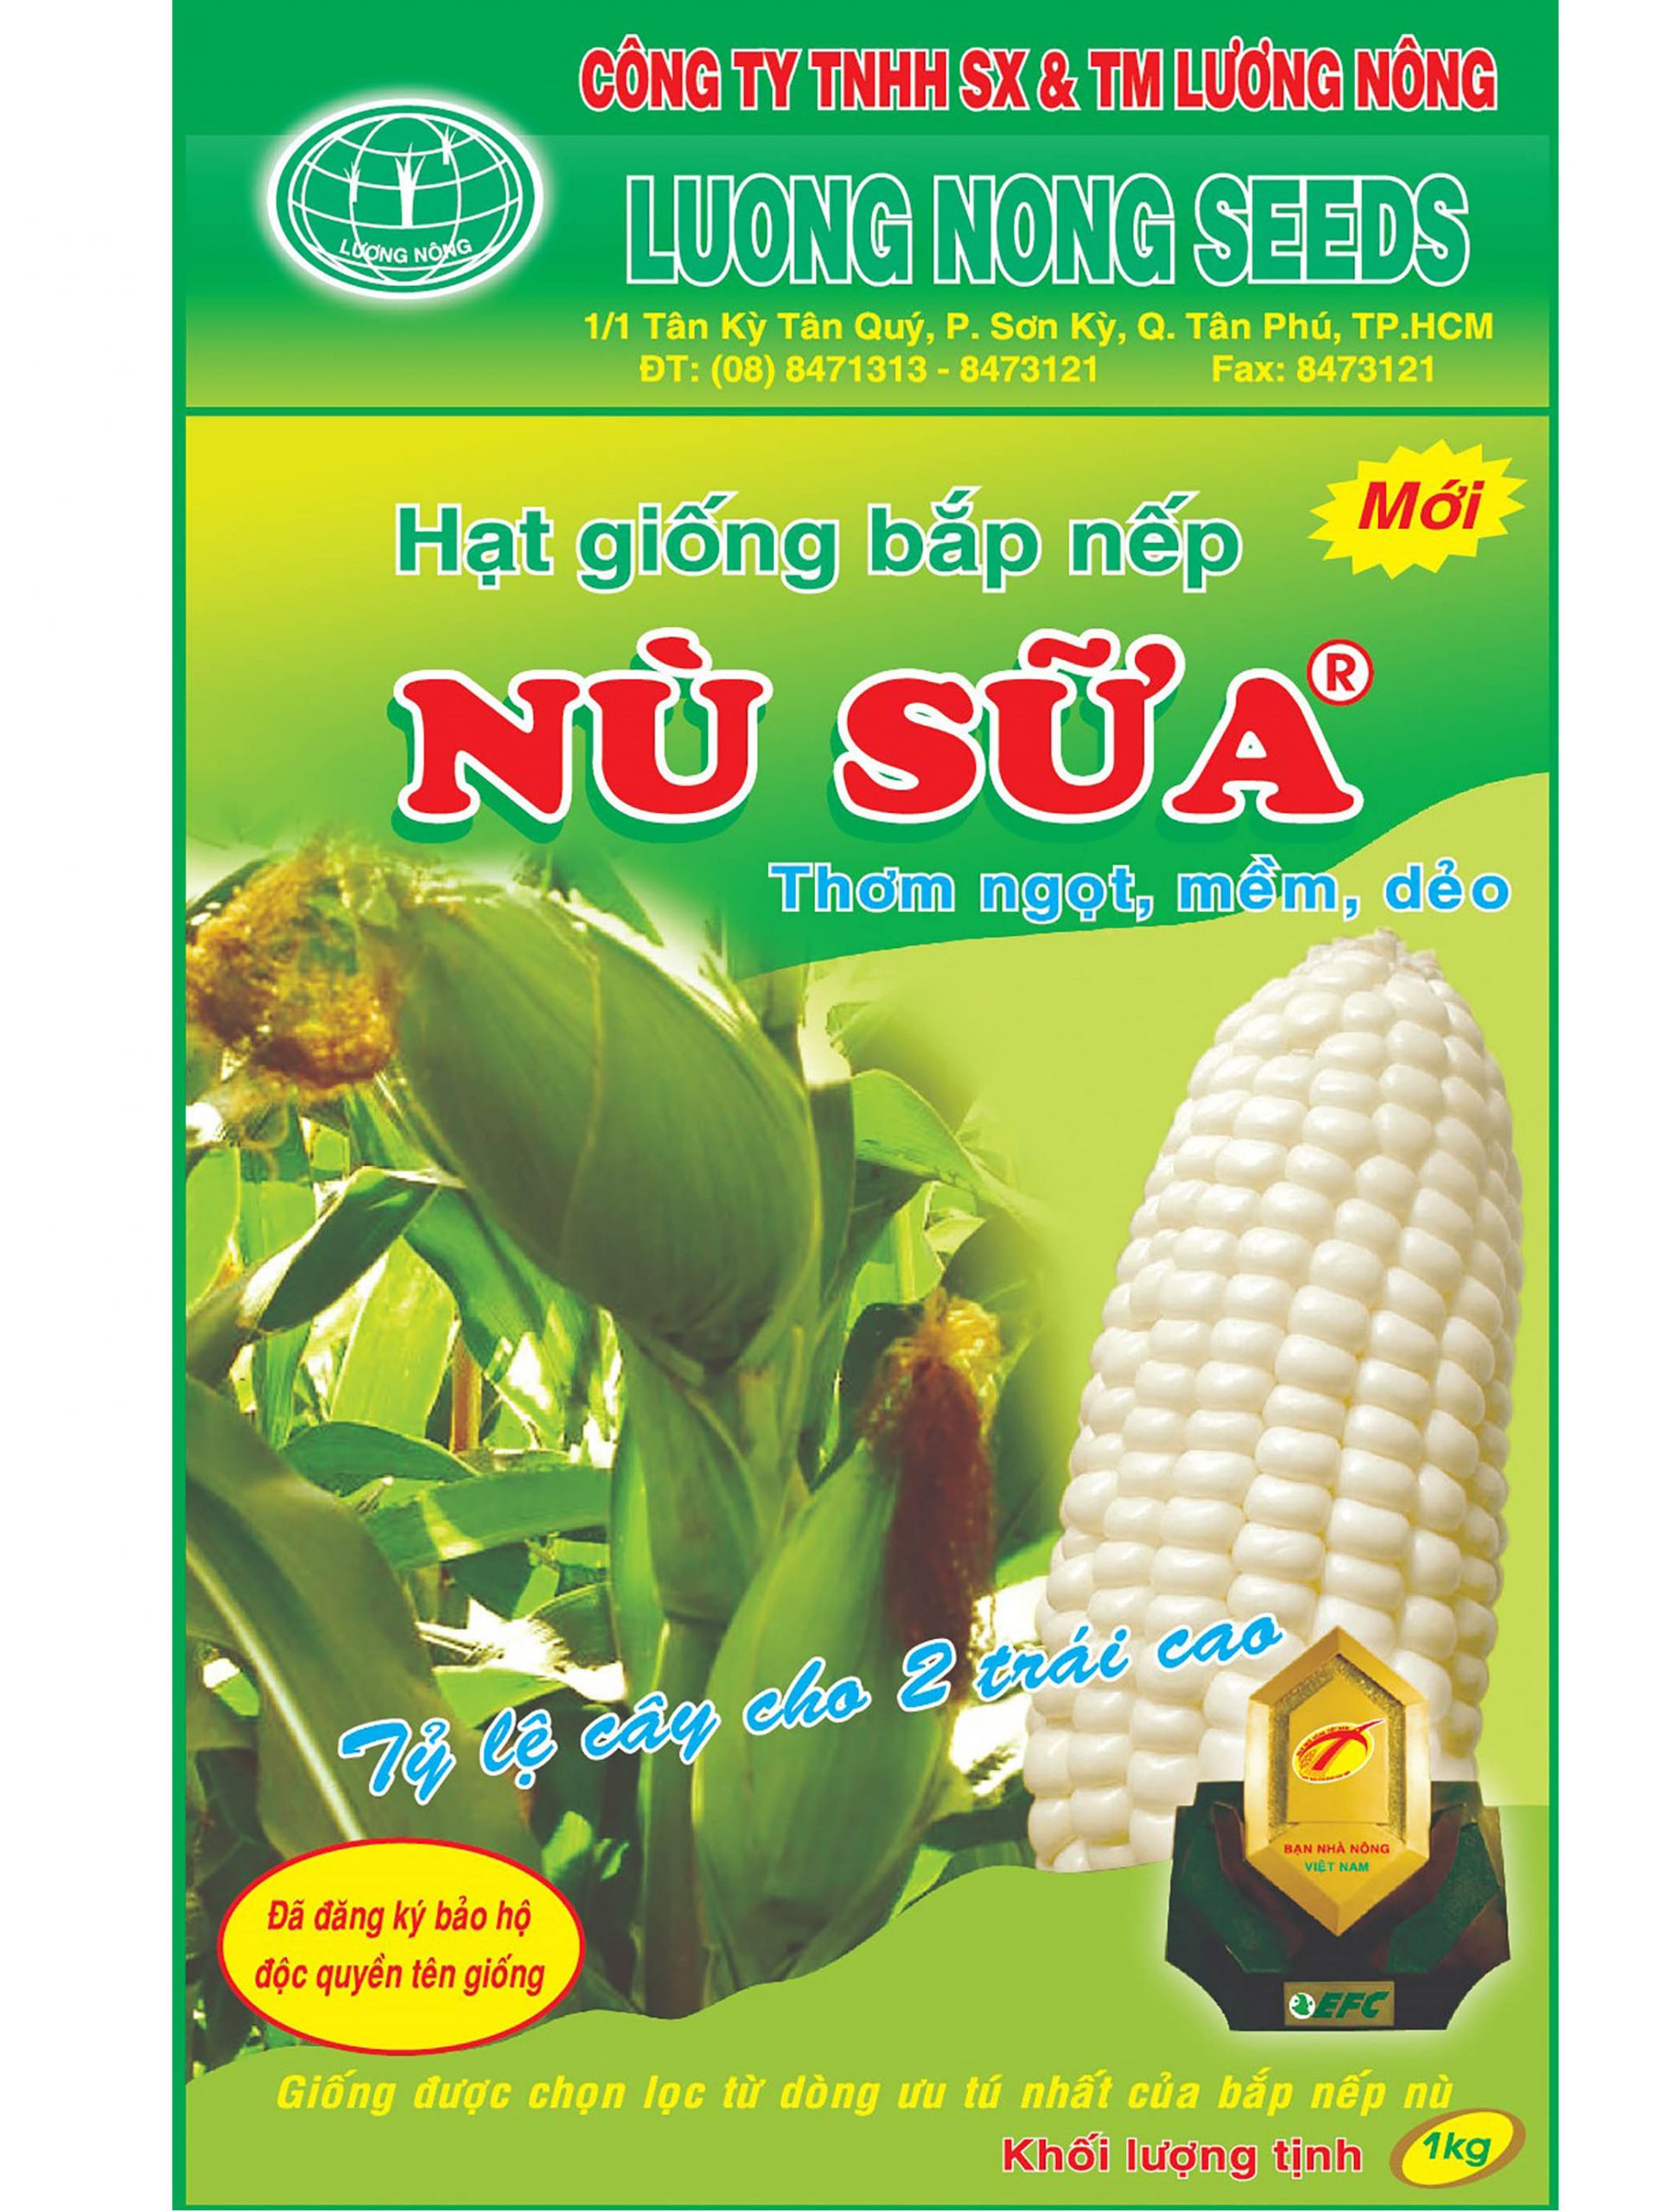 CÔNG TY TNHH SX & TM LƯƠNG NÔNG
LƯƠNG NÔNG
LUONG NONG SEEDS
1/1 Tân Kỳ Tân Quý, P. Sơn Kỳ, Q. Tân Phú, TP.HCM
ĐT: (08) 8471313 - 8473121 Fax: 8473121
Mới
Hạt giống bắp nếp
NÙ SỮA®
Thơm ngọt, mềm, dẻo
Tỷ lệ cây cho 2 trái cao
BẠN NHÀ NÔNG
VIỆT NAM
EFC
Đã đăng ký bảo hộ
độc quyền tên giống
Giống được chọn lọc từ dòng ưu tú nhất của bắp nếp nù
Khối lượng tịnh 1kg